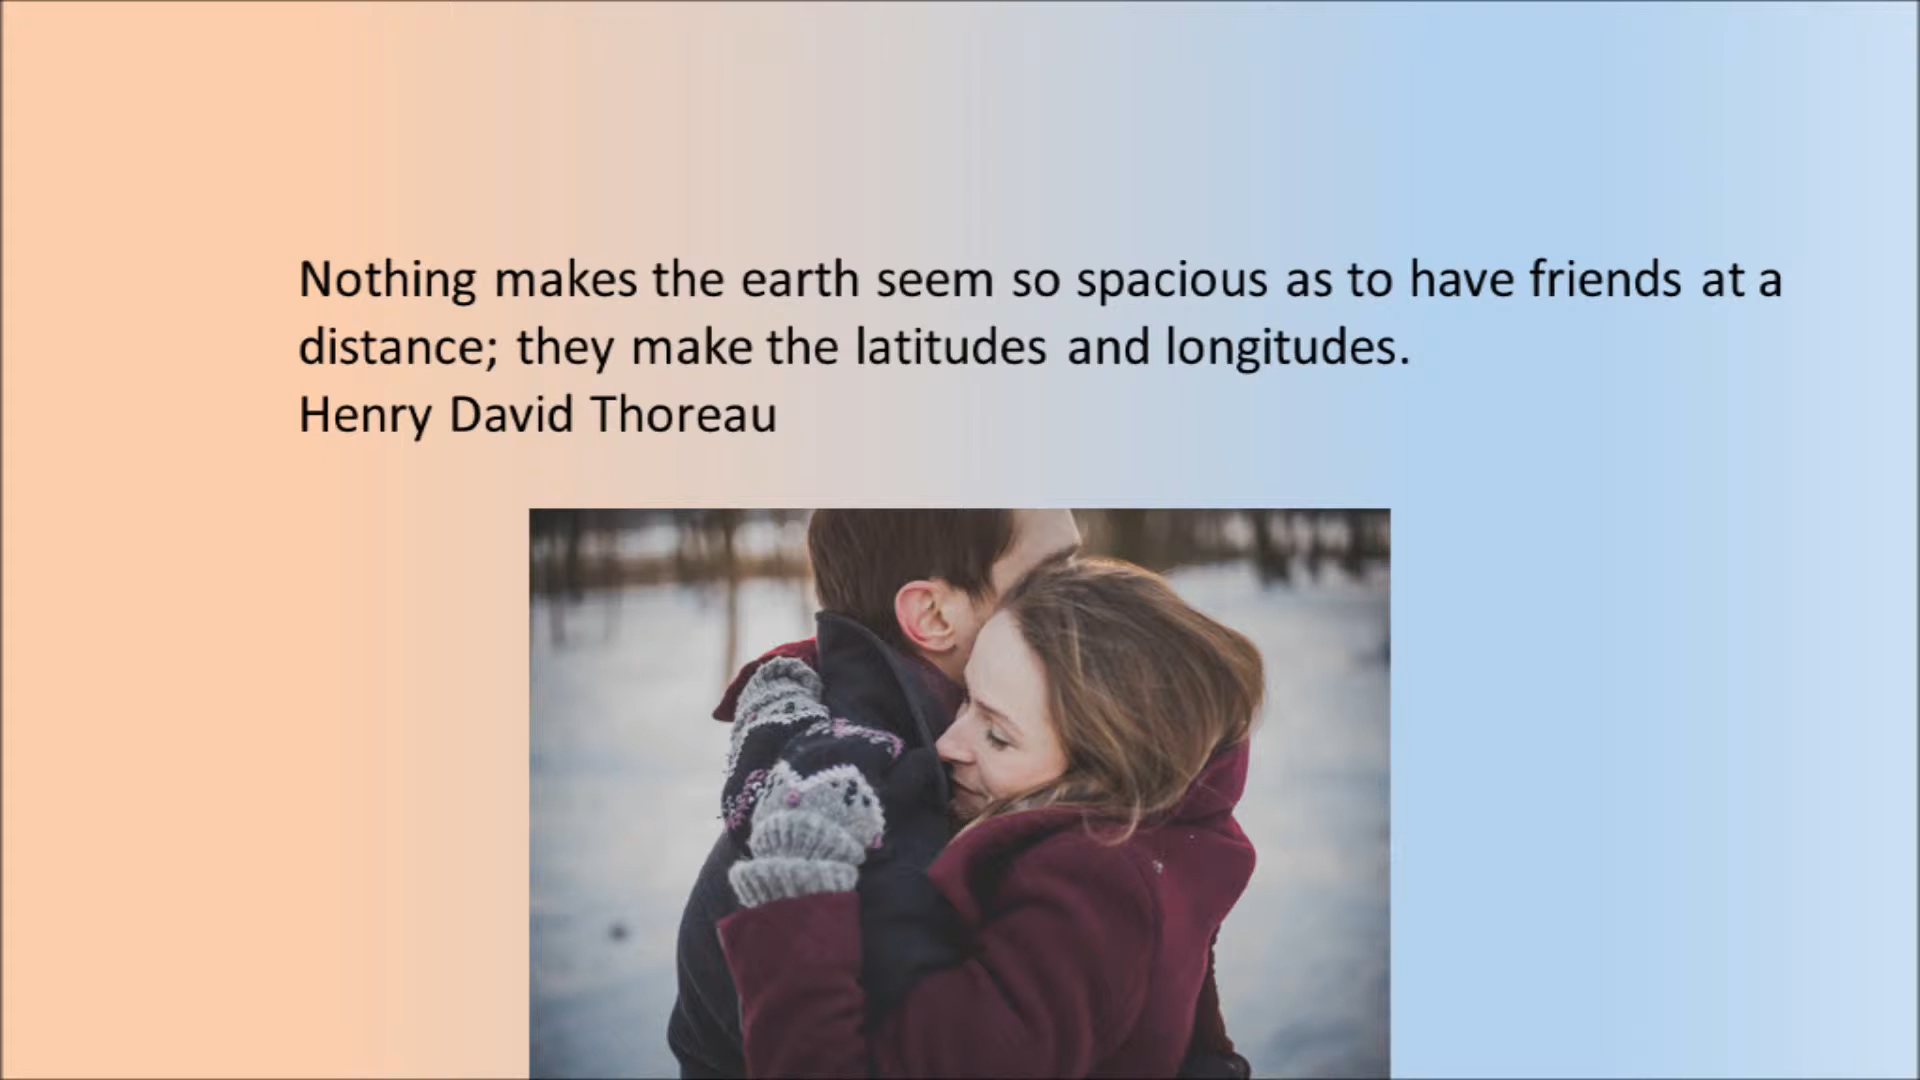 Nothing makes the earth seem so spacious as to have friends at a
distance; they make the latitudes and longitudes.
Henry David Thoreau